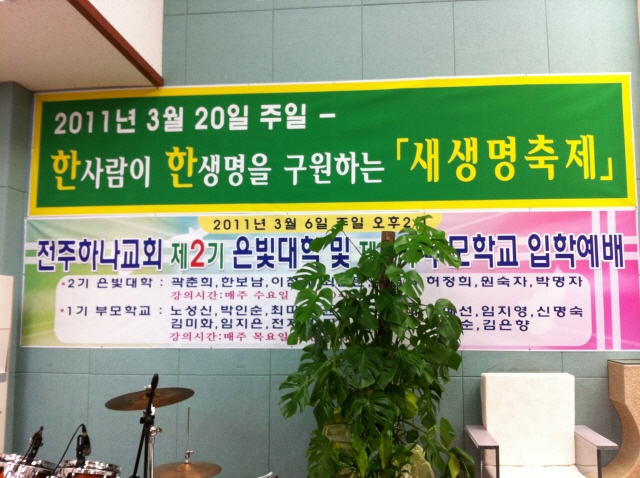 2011년 3월 20일 주일 –
한사람이 한생명을 구원하는 「새생명축제」
2011년 3월 6일 주일 오후2
전주하나교회 제2기 은빛대학 및 제 부모학교 입학예배
*2기 은빛대학 : 곽춘희, 한보남, 허정희, 원숙자, 박명자
강의시간:매주 수요일
*1기 부모학교 : 노성신, 박인순, 임지영, 신명숙
김미화, 임지은, 김은양
강의시간:매주 목요일